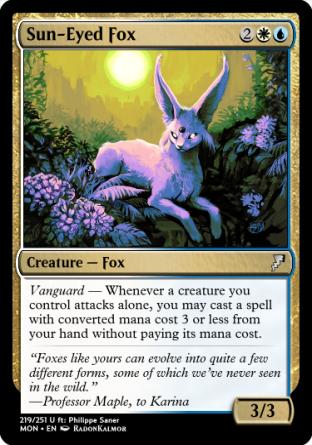 Sun-Eyed Fox 2
Creature — Fox
Vanguard — Whenever a creature you
control attacks alone, you may cast a spell
with converted mana cost 3 or less from
your hand without paying its mana cost.
“Foxes like yours can evolve into quite a few
different forms, some of which we’ve never seen
in the wild.”
—Professor Maple, to Karina
3/3
219/251 U ft: Philippe Saner
MON • EN RadonKalmor